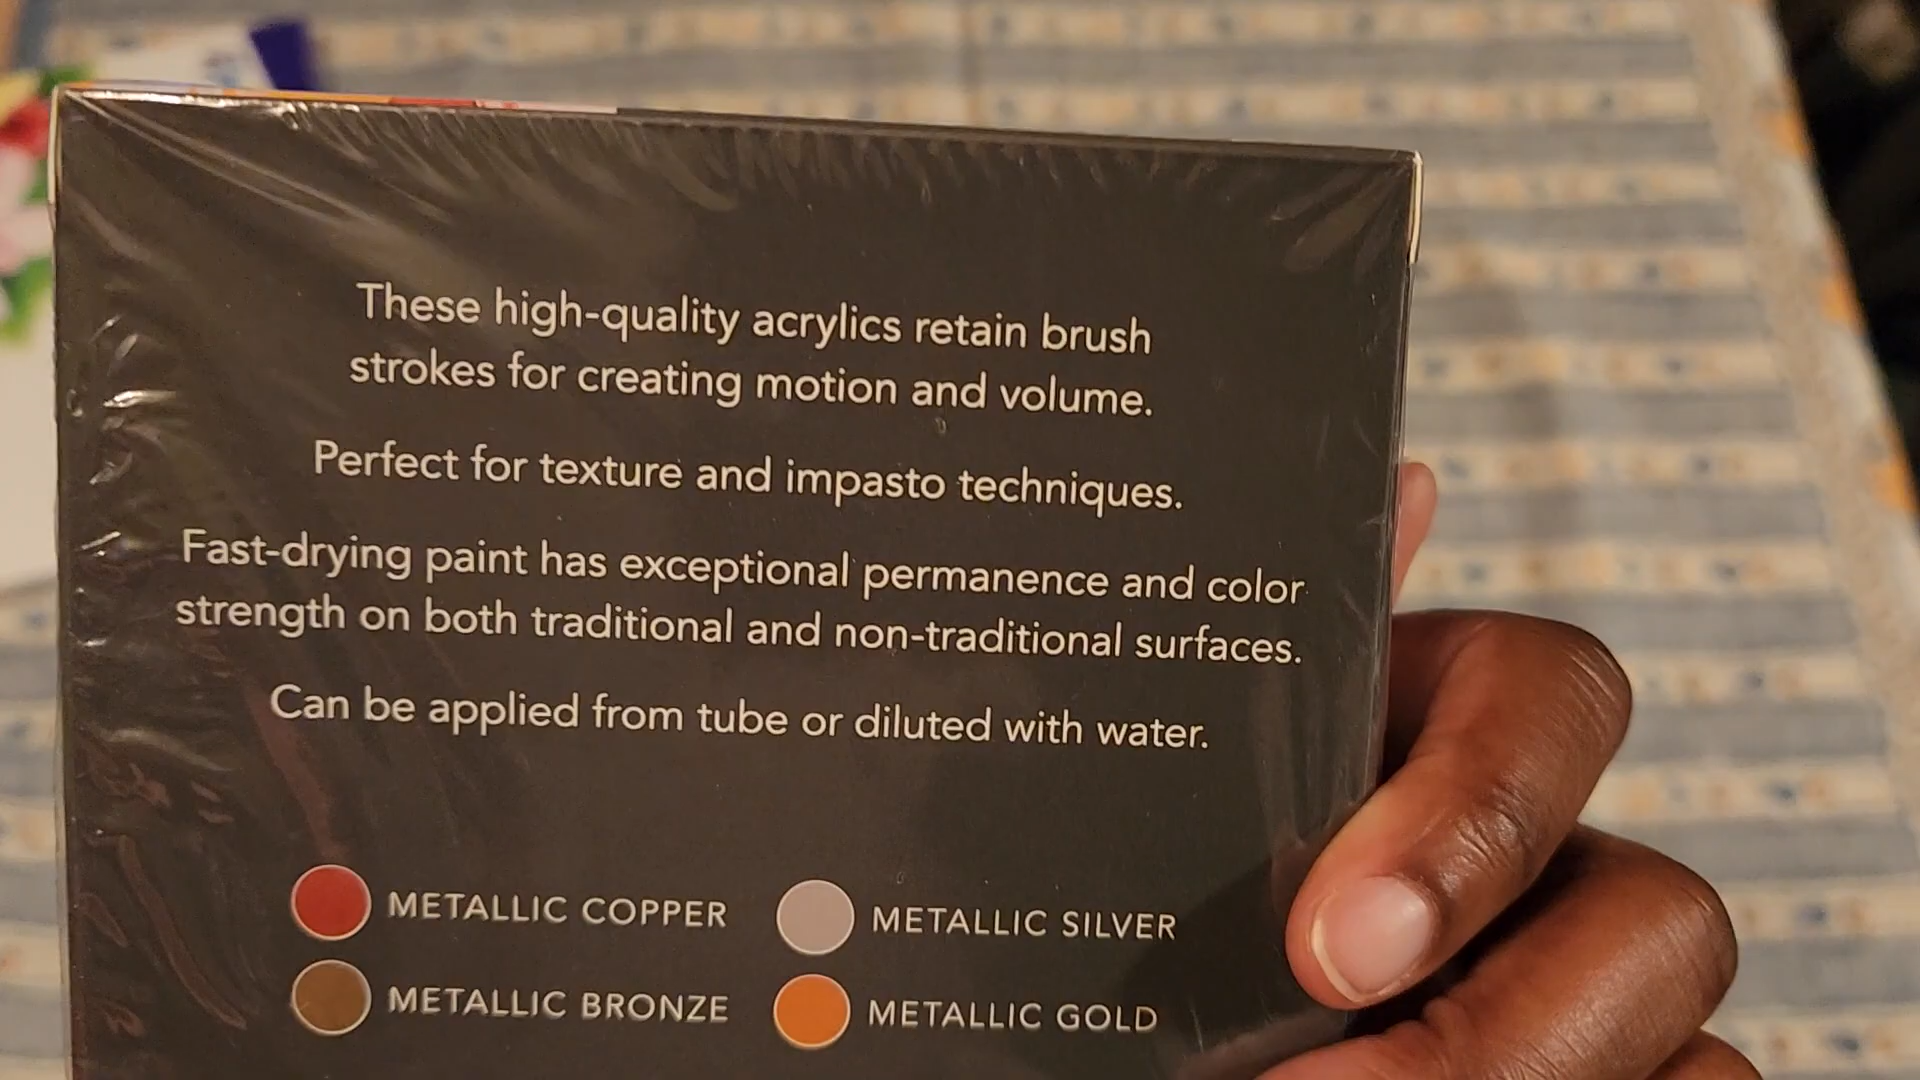 These high-quality acrylics retain brush
strokes for creating motion and volume.
Perfect for texture and impasto techniques.
Fast-drying paint has exceptional permanence and color
strength on both traditional and non-traditional surfaces.
Can be applied from tube or diluted with water.
METALLIC COPPER
METALLIC SILVER
METALLIC BRONZE
METALLIC GOLD